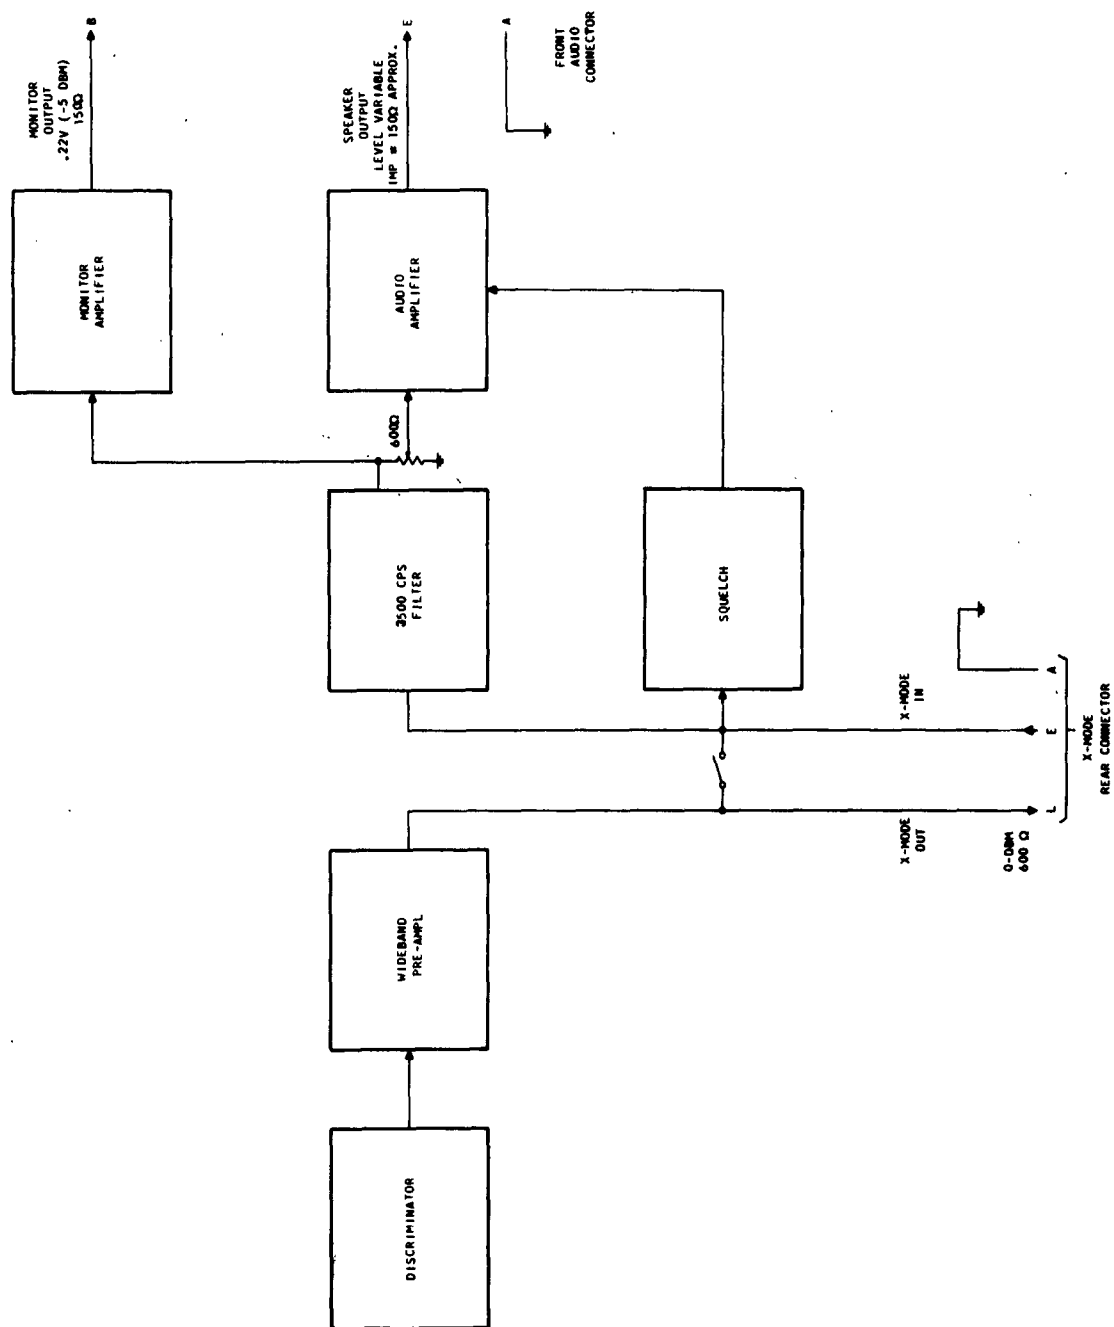 DISCRIMINATOR
WIDEBAND
PRE-AMPL
3500 CPS
FILTER
600Ω
MONITOR
AMPLIFIER
MONITOR
OUTPUT
.22V (-5 DBM)
150Ω
B
AUDIO
AMPLIFIER
SPEAKER
OUTPUT
LEVEL VARIABLE
IMP = 150Ω APPROX.
E
A
FRONT
AUDIO
CONNECTOR
SQUELCH
X-MODE
OUT
X-MODE
IN
0-DBM
600 Ω
L
E
A
X-MODE
REAR CONNECTOR